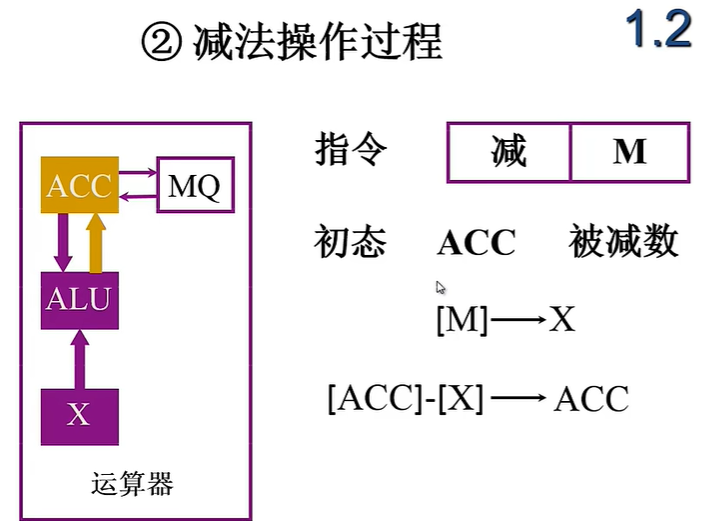 ② 减法操作过程
1.2
ACC
MQ
ALU
X
运算器
指令 减 M
初态 ACC 被减数
[M]→X
[ACC]-[X]→ACC